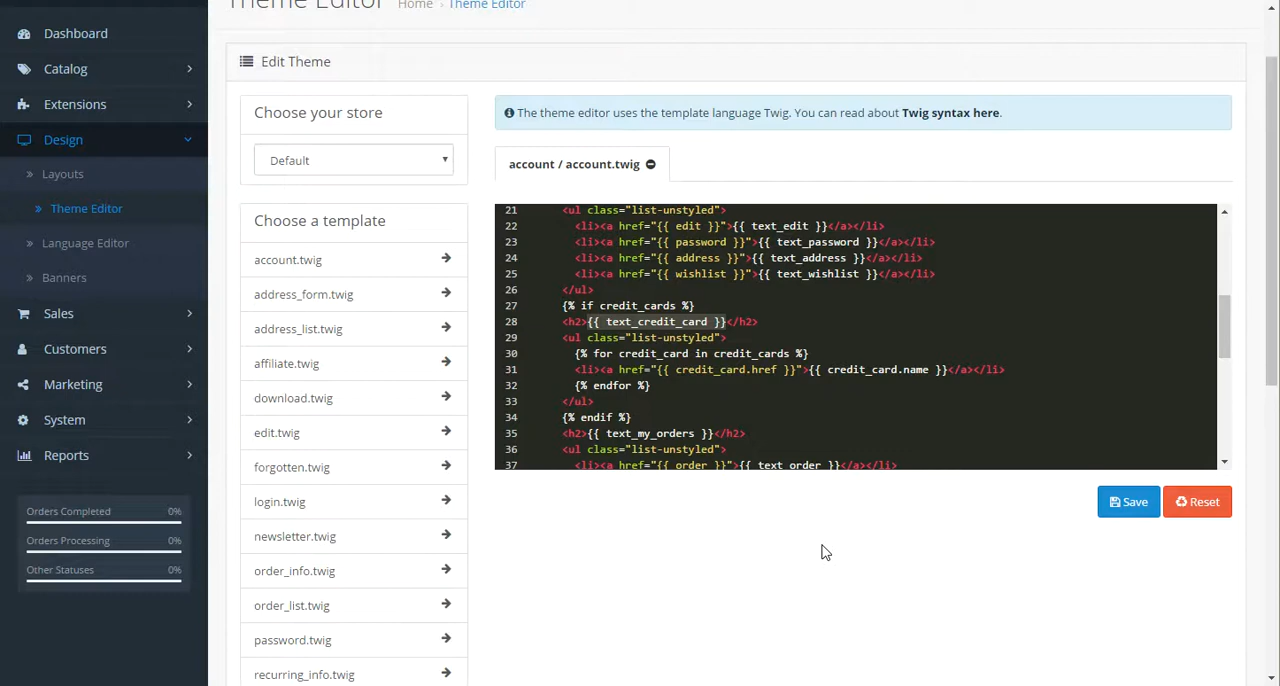 Theme Editor
Home › Theme Editor
Dashboard
Catalog
Extensions
Design
Layouts
Theme Editor
Language Editor
Banners
Sales
Customers
Marketing
System
Reports
Orders Completed 0%
Orders Processing 0%
Other Statuses 0%
Edit Theme
Choose your store
Default
Choose a template
account.twig
address_form.twig
address_list.twig
affiliate.twig
download.twig
edit.twig
forgotten.twig
login.twig
newsletter.twig
order_info.twig
order_list.twig
password.twig
recurring_info.twig
The theme editor uses the template language Twig. You can read about Twig syntax here.
account / account.twig
21 <ul class="list-unstyled">
22 <li><a href="{{ edit }}">{{ text_edit }}</a></li>
23 <li><a href="{{ password }}">{{ text_password }}</a></li>
24 <li><a href="{{ address }}">{{ text_address }}</a></li>
25 <li><a href="{{ wishlist }}">{{ text_wishlist }}</a></li>
26 </ul>
27 {% if credit_cards %}
28 <h2>{{ text_credit_card }}</h2>
29 <ul class="list-unstyled">
30 {% for credit_card in credit_cards %}
31 <li><a href="{{ credit_card.href }}">{{ credit_card.name }}</a></li>
32 {% endfor %}
33 </ul>
34 {% endif %}
35 <h2>{{ text_my_orders }}</h2>
36 <ul class="list-unstyled">
37 <li><a href="{{ order }}">{{ text_order }}</a></li>
Save
Reset